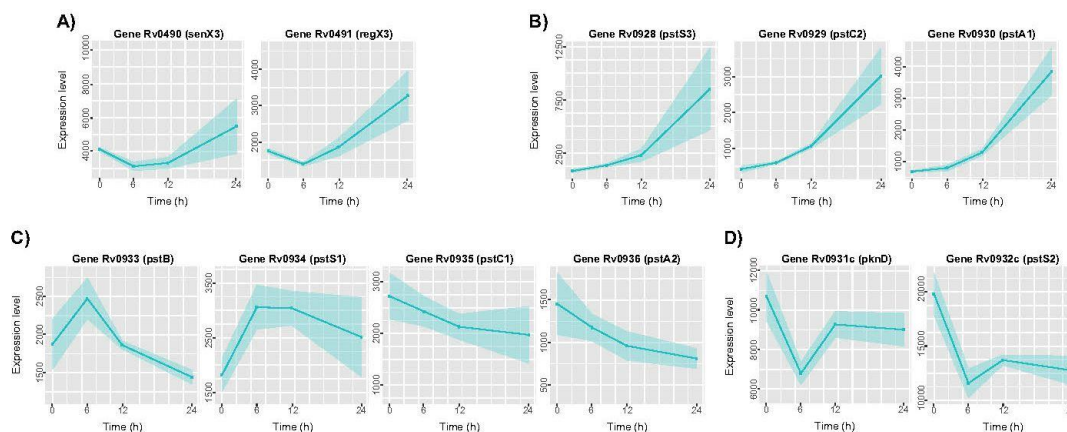 A)
Gene Rv0490 (senX3)
Gene Rv0491 (regX3)
Expression level
10000
8000
6000
4000
4000
3000
2000
0 6 12 24
0 6 12 24
Time (h)
Time (h)
B)
Gene Rv0928 (pstS3)
Gene Rv0929 (pstC2)
Gene Rv0930 (pstA1)
Expression level
12500
7500
2500
3000
1000
4000
3000
2000
1000
0 6 12 24
0 6 12 24
0 6 12 24
Time (h)
Time (h)
Time (h)
C)
Gene Rv0933 (pstB)
Gene Rv0934 (pstS1)
Gene Rv0935 (pstC1)
Gene Rv0936 (pstA2)
Expression level
2500
2000
1500
3500
2500
1500
3000
2000
1000
1500
1000
500
0 6 12 24
0 6 12 24
0 6 12 24
0 6 12 24
Time (h)
Time (h)
Time (h)
Time (h)
D)
Gene Rv0931c (pknD)
Gene Rv0932c (pstS2)
Expression level
12000
10000
8000
6000
20000
15000
10000
0 6 12 24
0 6 12 24
Time (h)
Time (h)